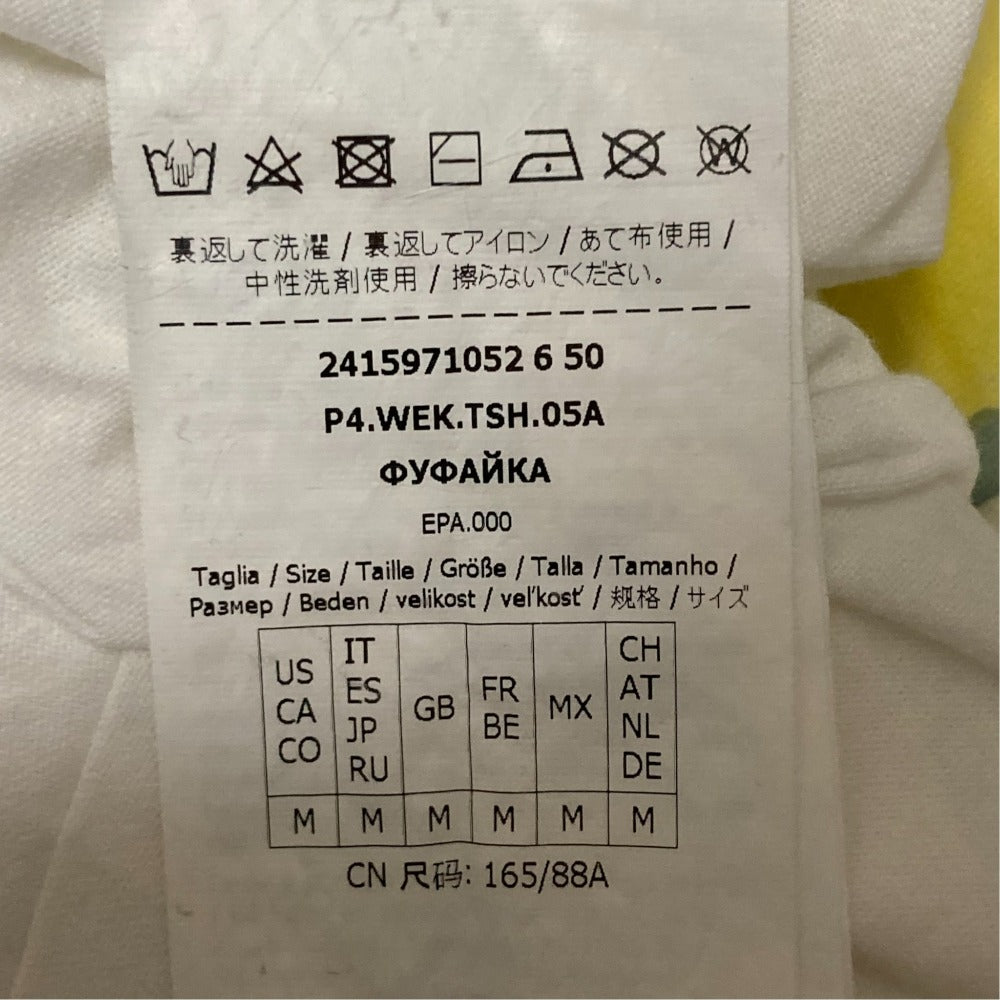 裏返して洗濯 / 裏返してアイロン / あて布使用 /
中性洗剤使用 / 擦らないでください。
2415971052 6 50
P4.WEK.TSH.05A
ФУФАЙКА
EPA.000
Taglia / Size / Taille / Größe / Talla / Tamanho /
Размер / Beden / velikost / veľkosť / 规格 / サイズ
US CA CO
IT ES JP RU
GB
FR BE
MX
CH AT NL DE
M M M M M M
CN 尺码: 165/88A